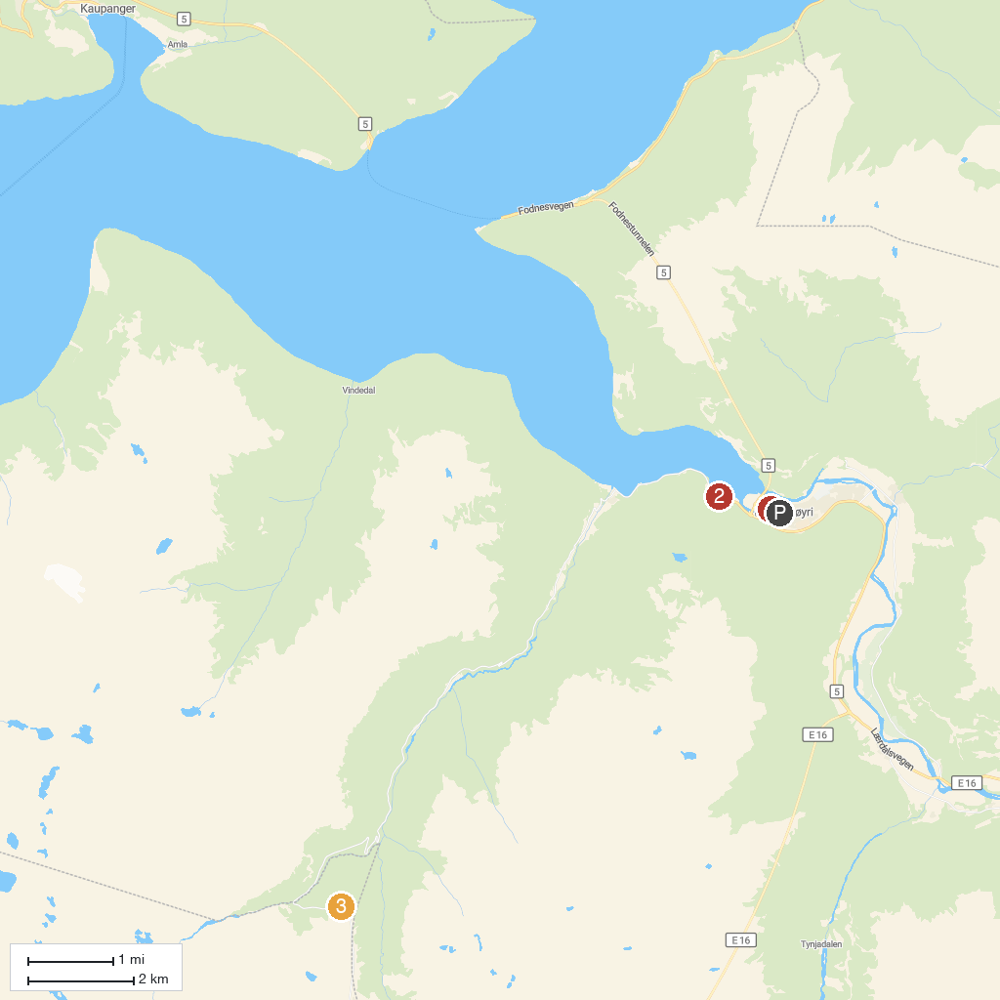 Kaupanger
5
Amla
5
Fodnesvegen
Fodnestunnelen
5
Vindedal
5
2
P
øyri
5
E16
Lærdalsvegen
E16
3
E16
Tynjadalen
1 mi
2 km